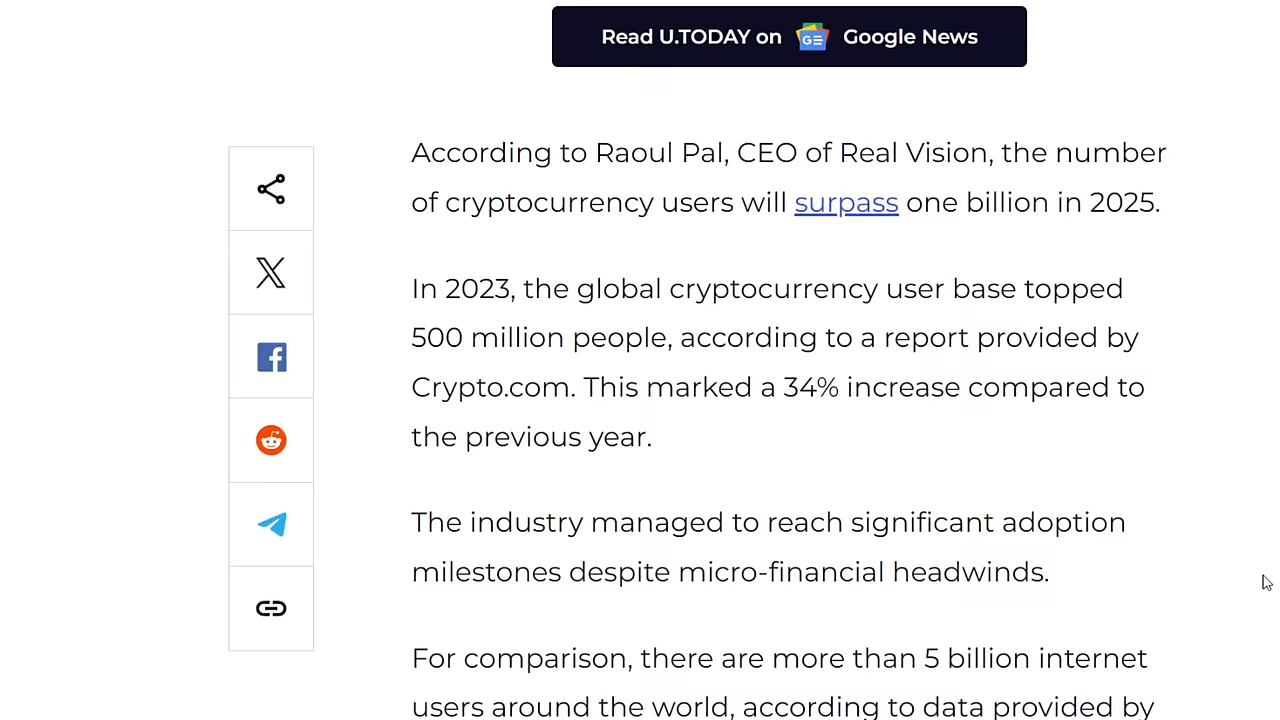 Read U.TODAY on GE Google News
According to Raoul Pal, CEO of Real Vision, the number
of cryptocurrency users will surpass one billion in 2025.
In 2023, the global cryptocurrency user base topped
500 million people, according to a report provided by
Crypto.com. This marked a 34% increase compared to
the previous year.
The industry managed to reach significant adoption
milestones despite micro-financial headwinds.
For comparison, there are more than 5 billion internet
users around the world, according to data provided by